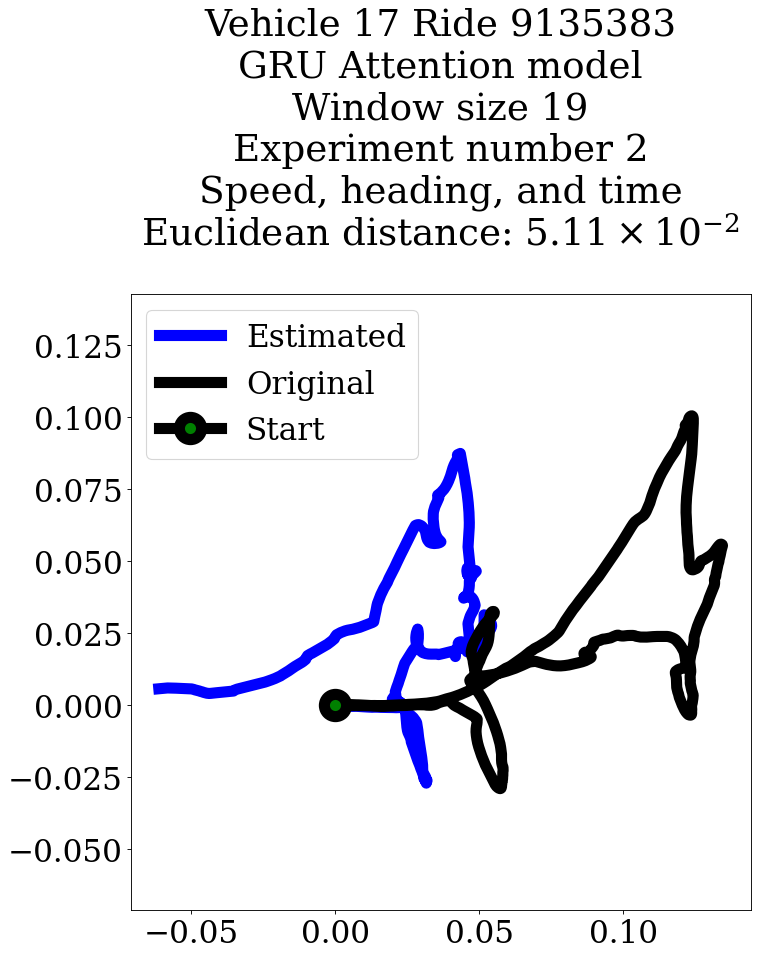 Vehicle 17 Ride 9135383
GRU Attention model
Window size 19
Experiment number 2
Speed, heading, and time
Euclidean distance: 5.11 × 10⁻²
Estimated
Original
Start
0.125
0.100
0.075
0.050
0.025
0.000
−0.025
−0.050
−0.05 0.00 0.05 0.10